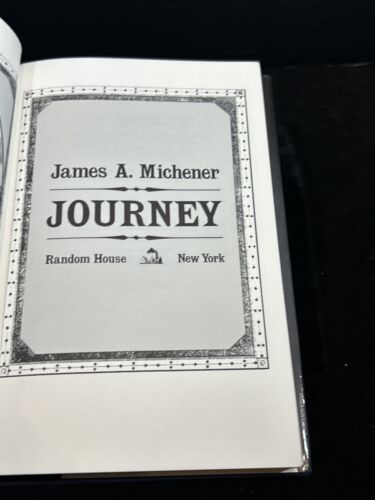 James A. Michener
JOURNEY
Random House New York